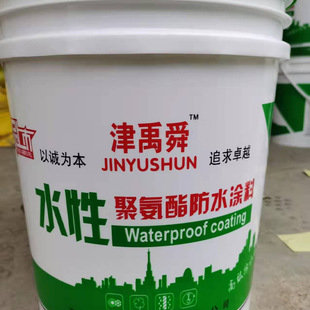 津禹舜™
JINYUSHUN
以诚为本
追求卓越
水性
聚氨酯防水涂料
Waterproof coating